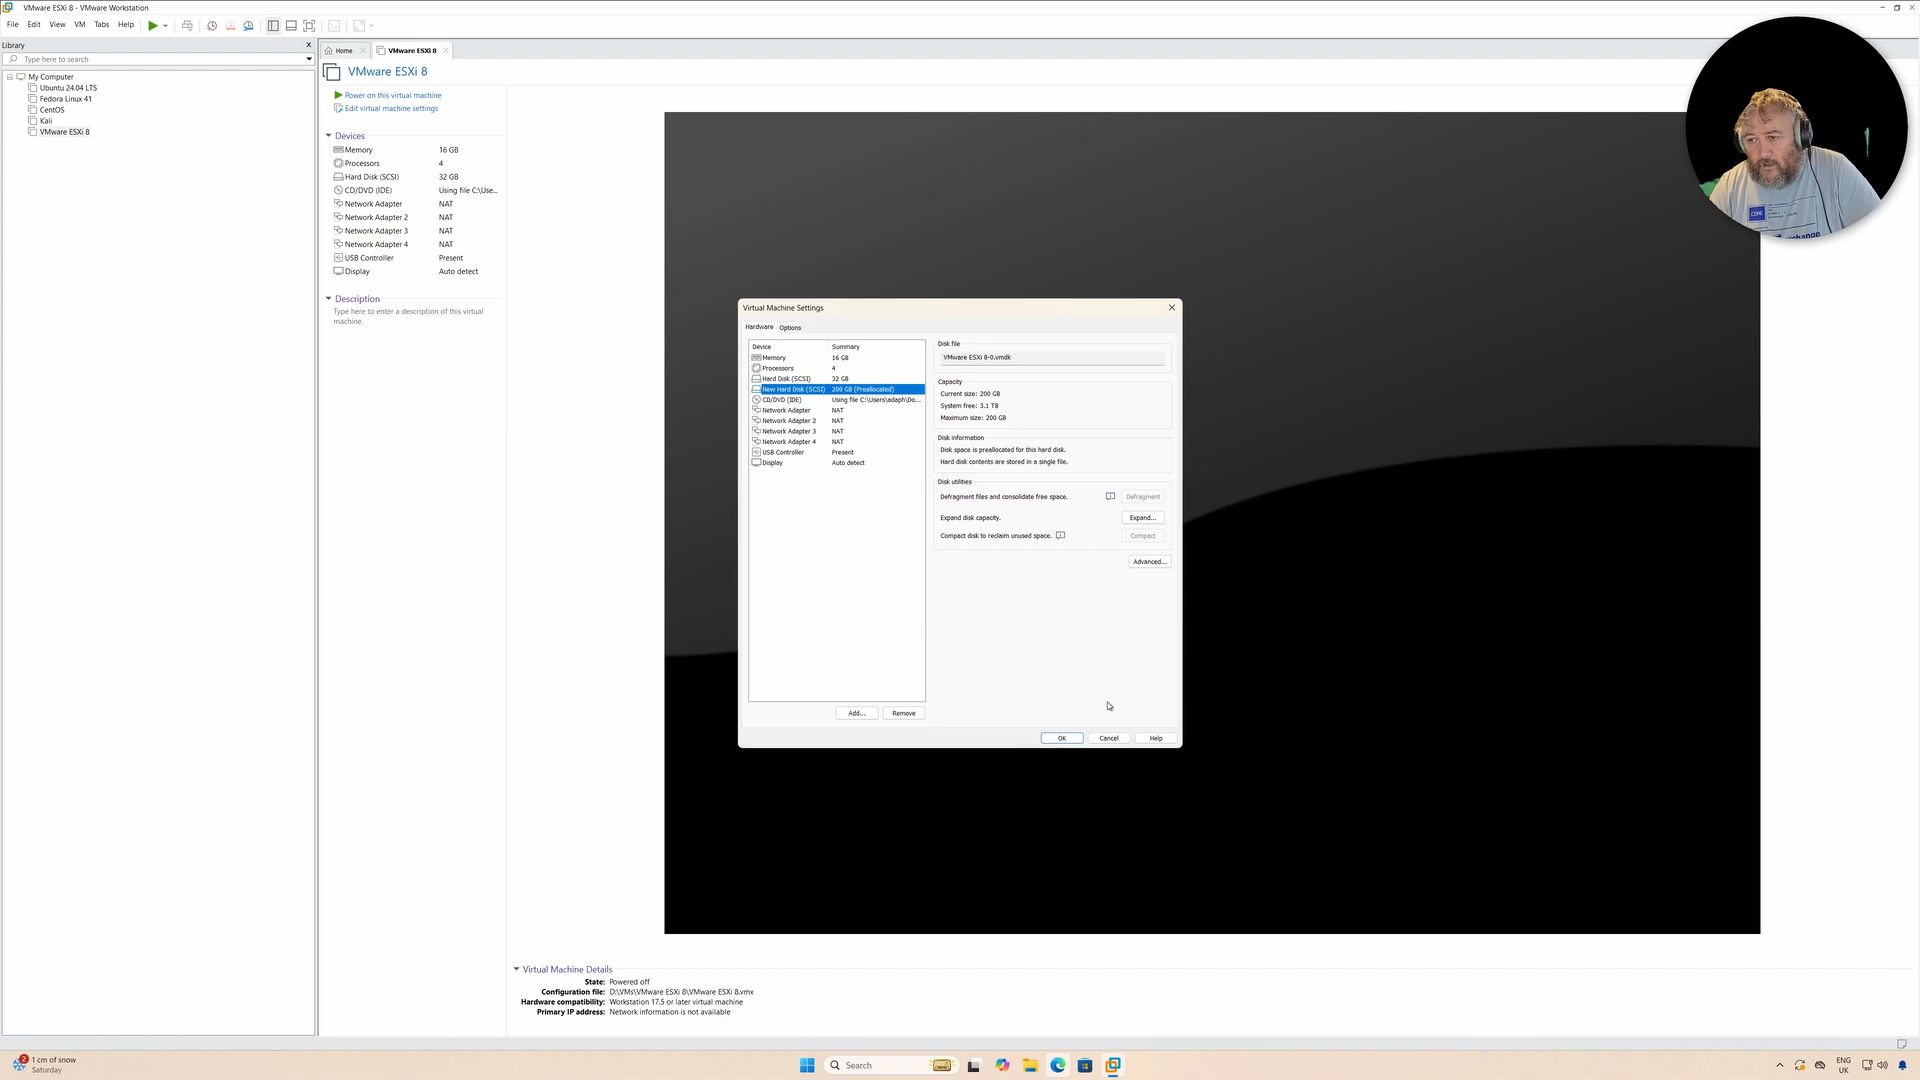 VMware ESXi 8 - VMware Workstation
File Edit View VM Tabs Help
Library
Type here to search
My Computer
Ubuntu 24.04 LTS
Fedora Linux 41
CentOS
Kali
VMware ESXi 8
Home
VMware ESXi 8
VMware ESXi 8
Power on this virtual machine
Edit virtual machine settings
Devices
Memory 16 GB
Processors 4
Hard Disk (SCSI) 32 GB
CD/DVD (IDE) Using file C:\Use...
Network Adapter NAT
Network Adapter 2 NAT
Network Adapter 3 NAT
Network Adapter 4 NAT
USB Controller Present
Display Auto detect
Description
Type here to enter a description of this virtual
machine.
Virtual Machine Settings
Hardware Options
Device Summary
Memory 16 GB
Processors 4
Hard Disk (SCSI) 32 GB
New Hard Disk (SCSI) 200 GB (Preallocated)
CD/DVD (IDE) Using file C:\Users\adaph\Do...
Network Adapter NAT
Network Adapter 2 NAT
Network Adapter 3 NAT
Network Adapter 4 NAT
USB Controller Present
Display Auto detect
Add... Remove
Disk file
VMware ESXi 8-0.vmdk
Capacity
Current size: 200 GB
System free: 3.1 TB
Maximum size: 200 GB
Disk information
Disk space is preallocated for this hard disk.
Hard disk contents are stored in a single file.
Disk utilities
Defragment files and consolidate free space. Defragment
Expand disk capacity. Expand...
Compact disk to reclaim unused space. Compact
Advanced...
OK Cancel Help
CORE
Virtual Machine Details
State: Powered off
Configuration file: D:\VMs\VMware ESXi 8\VMware ESXi 8.vmx
Hardware compatibility: Workstation 17.5 or later virtual machine
Primary IP address: Network information is not available
2
1 cm of snow
Saturday
Search
ENG
UK